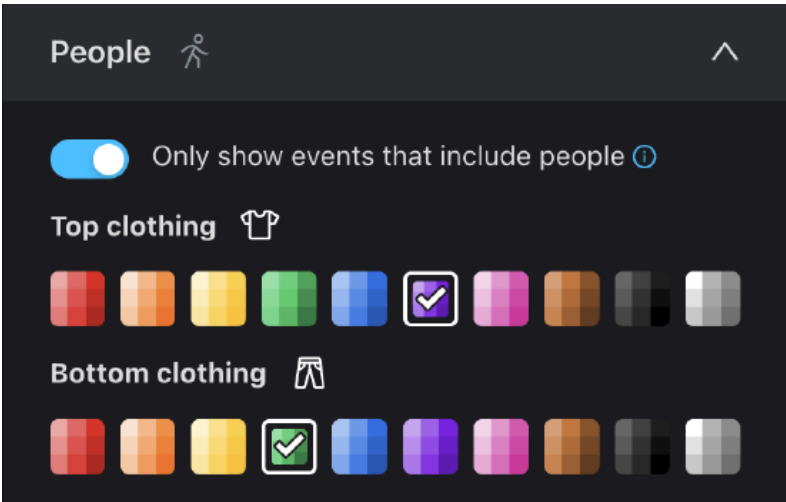 People
Only show events that include people
Top clothing
Bottom clothing